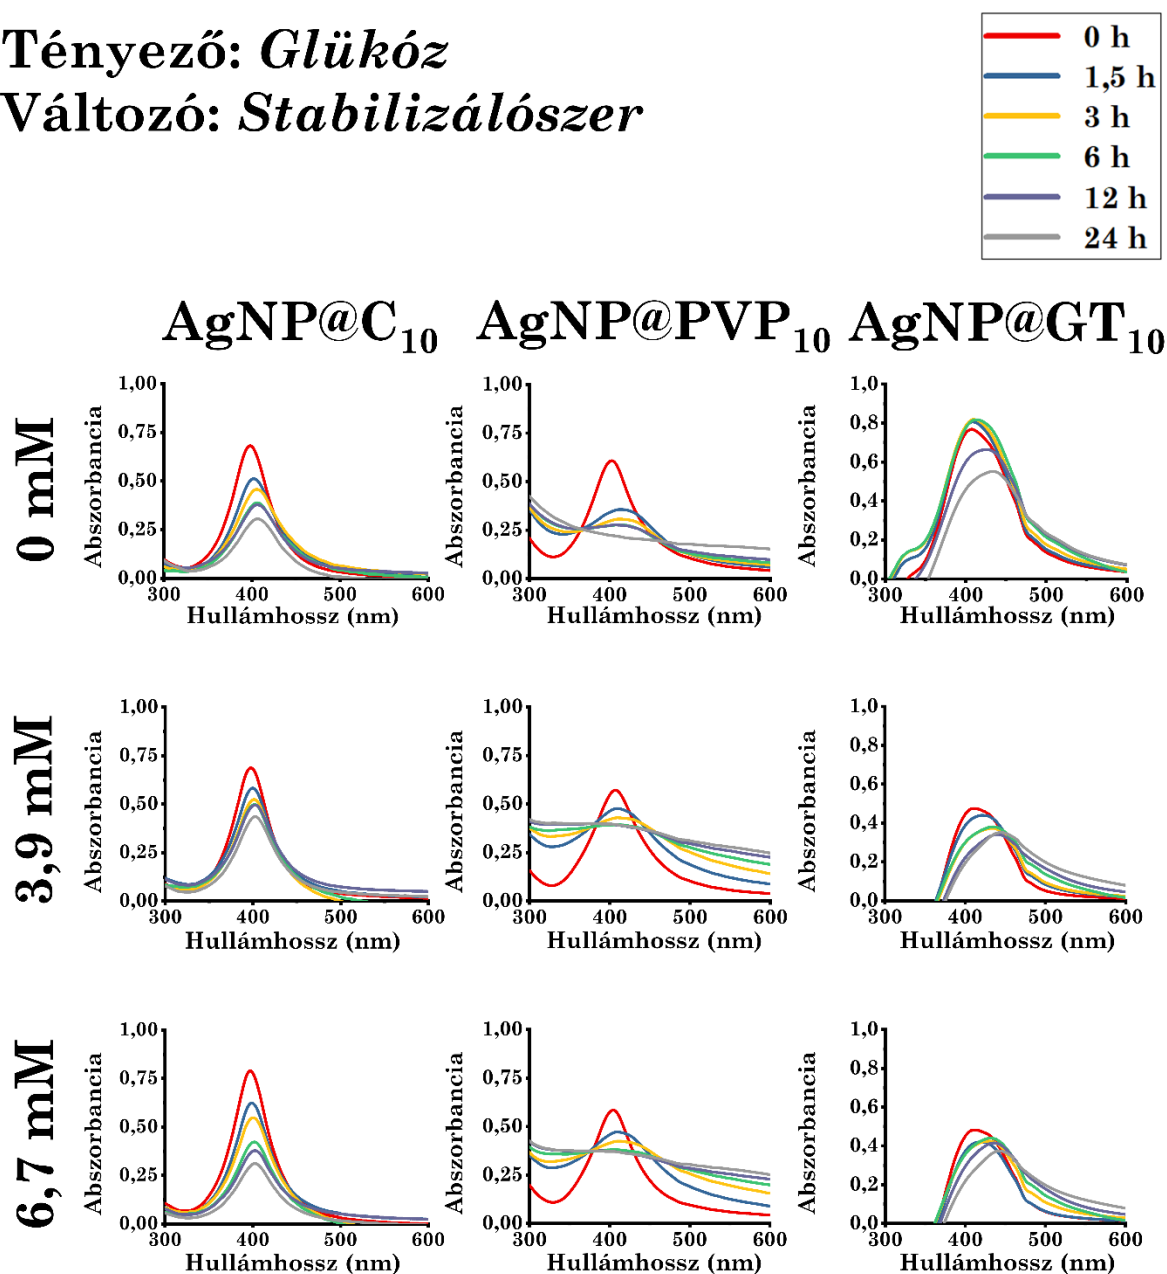 Tényező: Glükóz
Változó: Stabilizálószer
0 h
1,5 h
3 h
6 h
12 h
24 h
AgNP@C₁₀ AgNP@PVP₁₀ AgNP@GT₁₀
0 mM
Abszorbancia
1,00
0,75
0,50
0,25
0,00
300 400 500 600
Hullámhossz (nm)
Abszorbancia
1,00
0,75
0,50
0,25
0,00
300 400 500 600
Hullámhossz (nm)
Abszorbancia
1,0
0,8
0,6
0,4
0,2
0,0
300 400 500 600
Hullámhossz (nm)
3,9 mM
Abszorbancia
1,00
0,75
0,50
0,25
0,00
300 400 500 600
Hullámhossz (nm)
Abszorbancia
1,00
0,75
0,50
0,25
0,00
300 400 500 600
Hullámhossz (nm)
Abszorbancia
1,0
0,8
0,6
0,4
0,2
0,0
300 400 500 600
Hullámhossz (nm)
6,7 mM
Abszorbancia
1,00
0,75
0,50
0,25
0,00
300 400 500 600
Hullámhossz (nm)
Abszorbancia
1,00
0,75
0,50
0,25
0,00
300 400 500 600
Hullámhossz (nm)
Abszorbancia
1,0
0,8
0,6
0,4
0,2
0,0
300 400 500 600
Hullámhossz (nm)